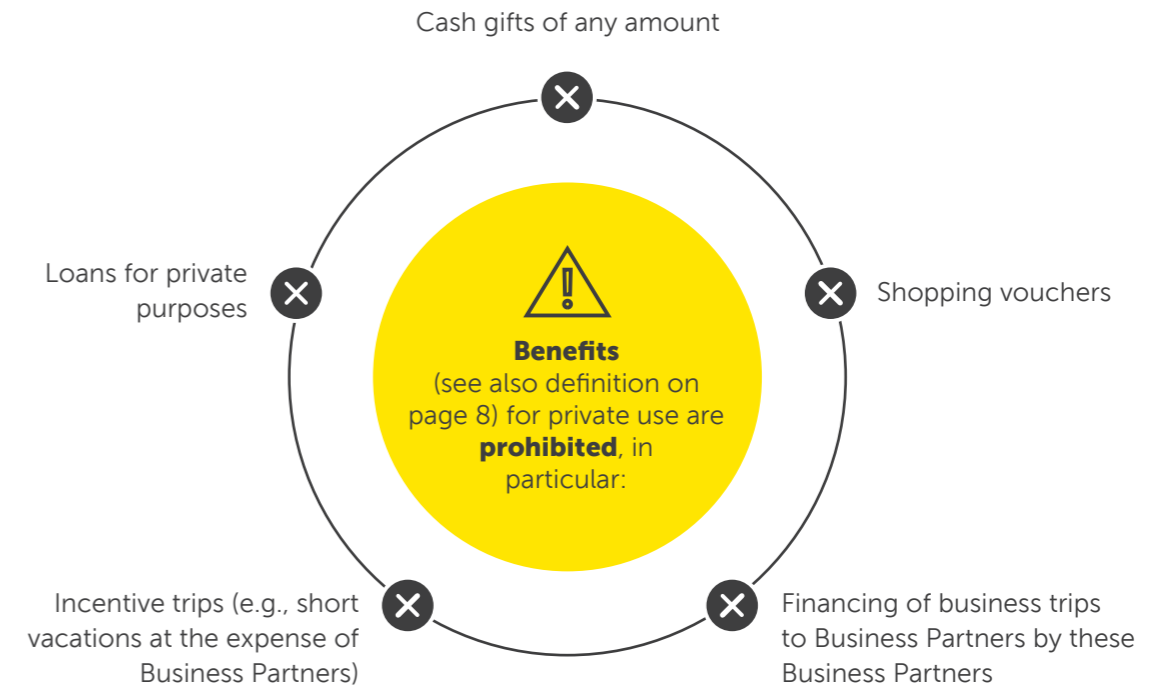 Cash gifts of any amount
Loans for private
purposes
Shopping vouchers
Benefits
(see also definition on
page 8) for private use are
prohibited, in
particular:
Incentive trips (e.g., short
vacations at the expense of
Business Partners)
Financing of business trips
to Business Partners by these
Business Partners